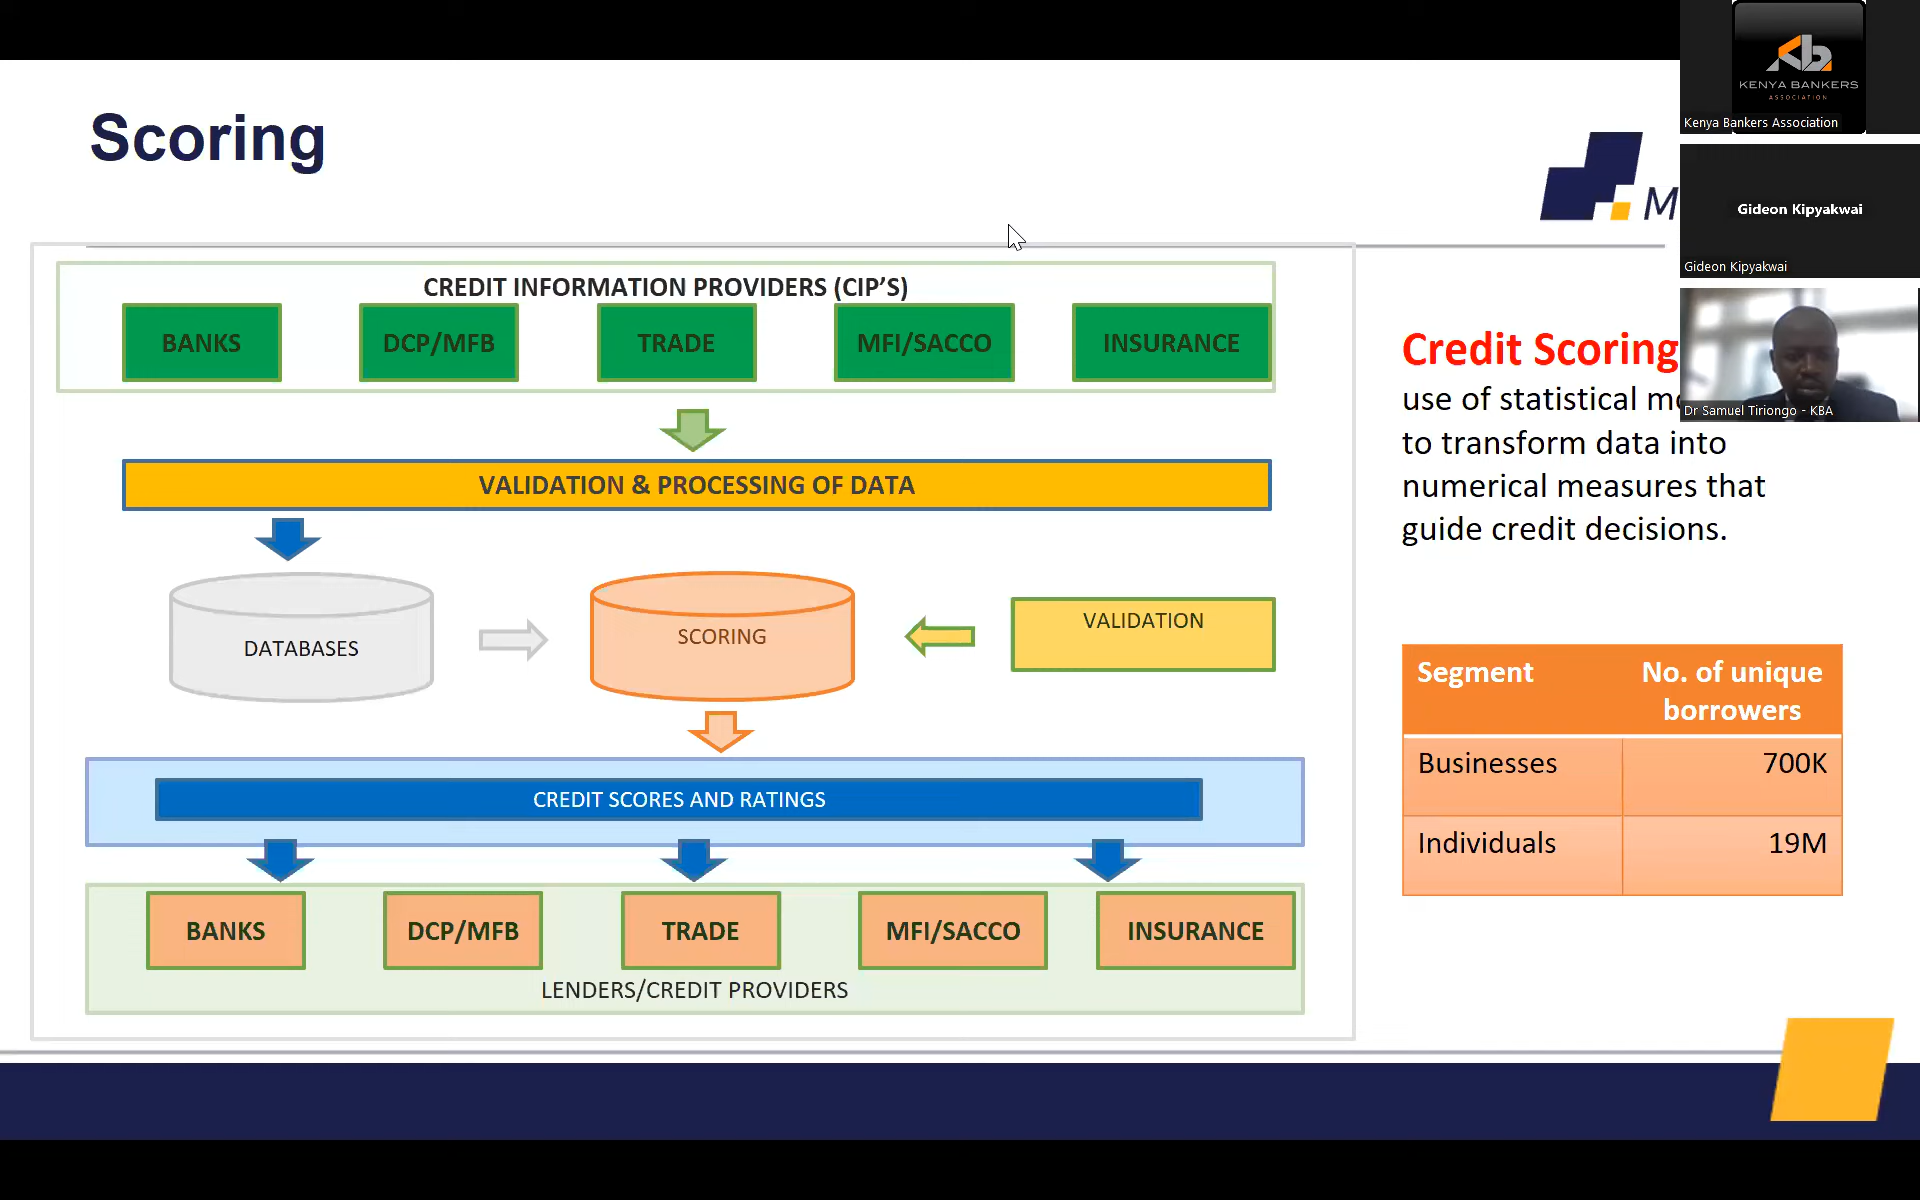 Scoring
M
CREDIT INFORMATION PROVIDERS (CIP'S)
BANKS
DCP/MFB
TRADE
MFI/SACCO
INSURANCE
VALIDATION & PROCESSING OF DATA
DATABASES
SCORING
VALIDATION
CREDIT SCORES AND RATINGS
BANKS
DCP/MFB
TRADE
MFI/SACCO
INSURANCE
LENDERS/CREDIT PROVIDERS
Credit Scoring
use of statistical
to transform data into
numerical measures that
guide credit decisions.
Segment
No. of unique
borrowers
Businesses
700K
Individuals
19M
KENYA BANKERS
ASSOCIATION
Kenya Bankers Association
Gideon Kipyakwai
Gideon Kipyakwai
Dr Samuel Tiriongo - KBA